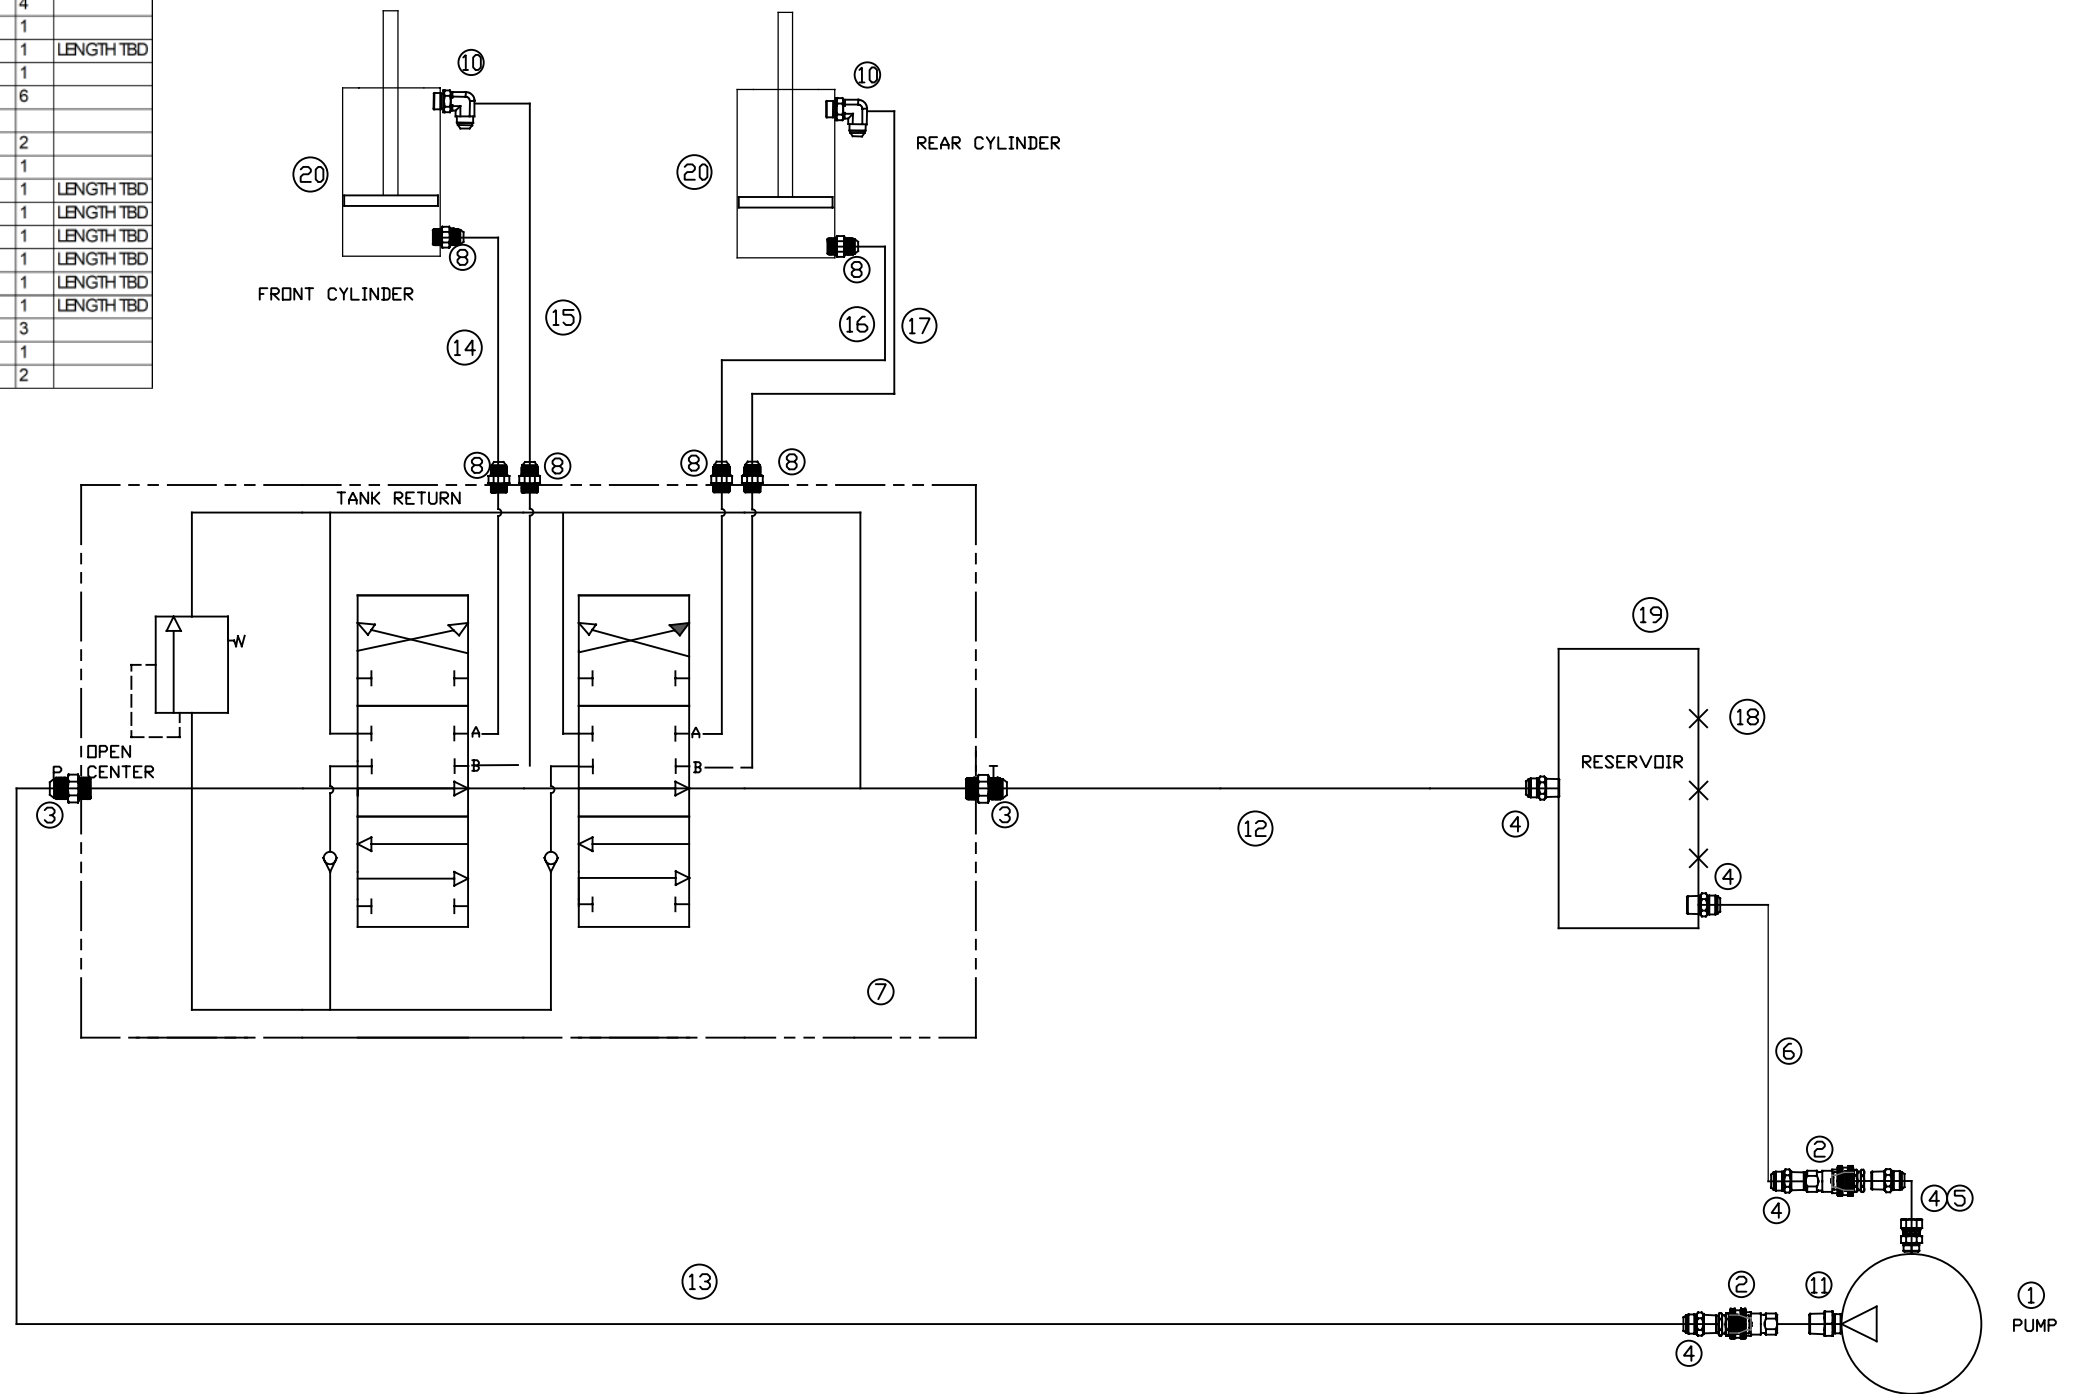 4
1
1 LENGTH TBD
1
6
2
1
1 LENGTH TBD
1 LENGTH TBD
1 LENGTH TBD
1 LENGTH TBD
1 LENGTH TBD
1 LENGTH TBD
3
1
2
10
10
REAR CYLINDER
20
20
8
8
FRONT CYLINDER
15
16
17
14
8
8
8
8
TANK RETURN
19
18
A
A
OPEN
CENTER
P
B
B
T
RESERVOIR
3
3
12
4
4
7
6
2
4
4
5
13
2
11
1
PUMP
4